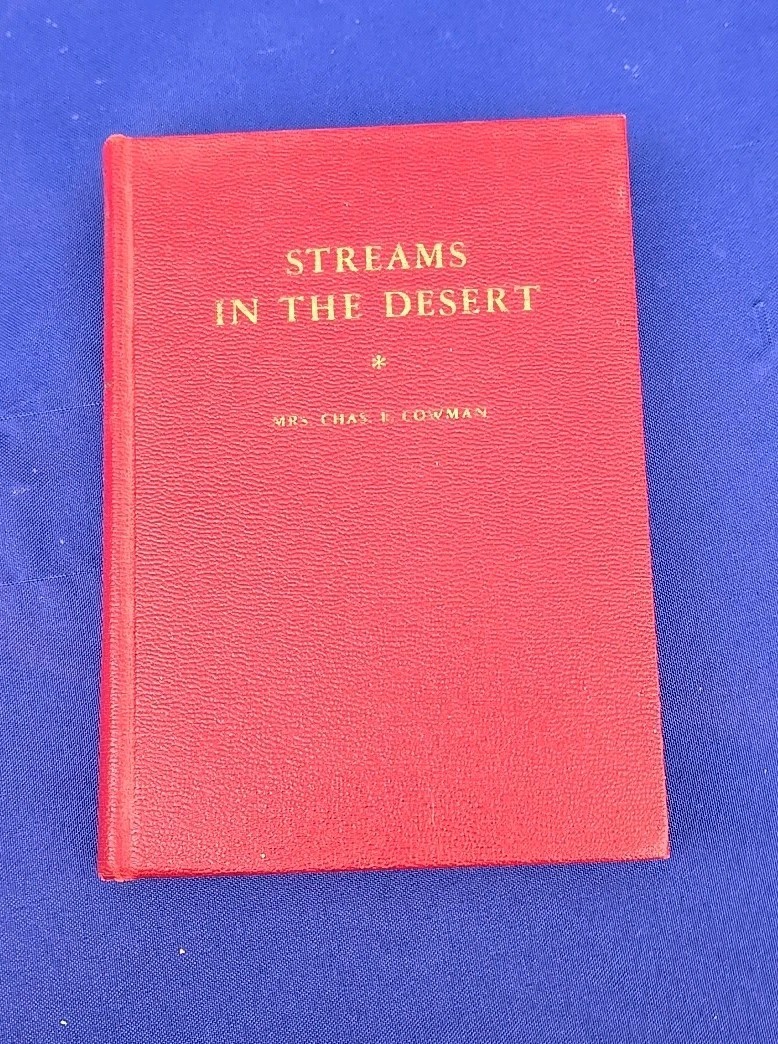 STREAMS
IN THE DESERT
*
MRS. CHAS. E. COWMAN